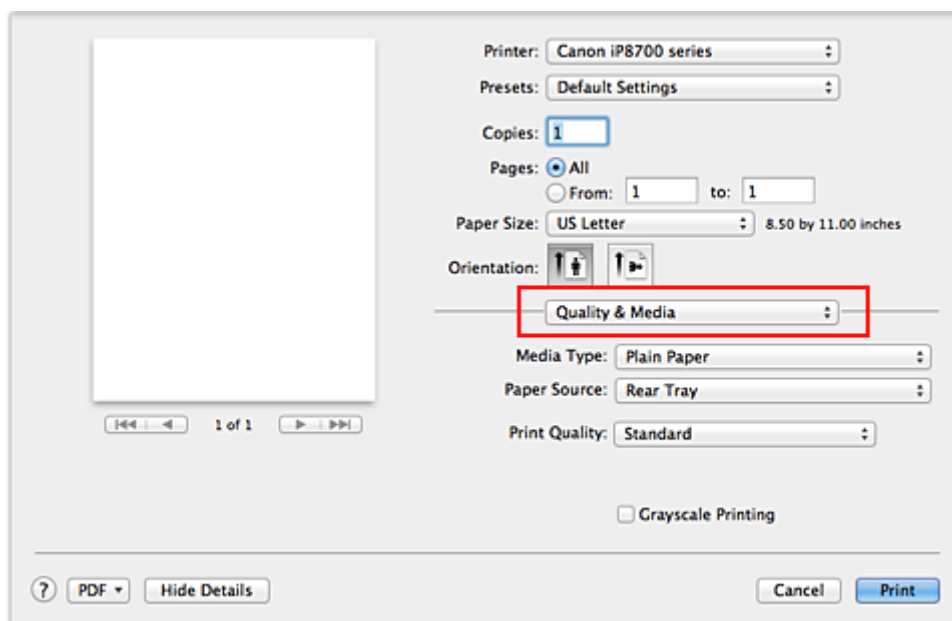 Printer: Canon iP8700 series
Presets: Default Settings
Copies: 1
Pages: All
From: 1 to: 1
Paper Size: US Letter 8.50 by 11.00 inches
Orientation:
Quality & Media
Media Type: Plain Paper
Paper Source: Rear Tray
1 of 1
Print Quality: Standard
Grayscale Printing
? PDF Hide Details Cancel Print